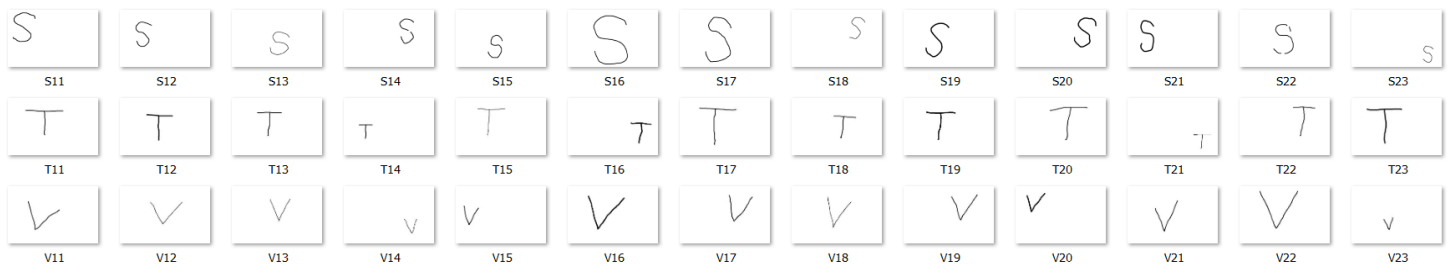 S S S S S S S S S S S S S
S11 S12 S13 S14 S15 S16 S17 S18 S19 S20 S21 S22 S23
T T T T T T T T T T T T T
T11 T12 T13 T14 T15 T16 T17 T18 T19 T20 T21 T22 T23
V V V V V V V V V V V V V
V11 V12 V13 V14 V15 V16 V17 V18 V19 V20 V21 V22 V23